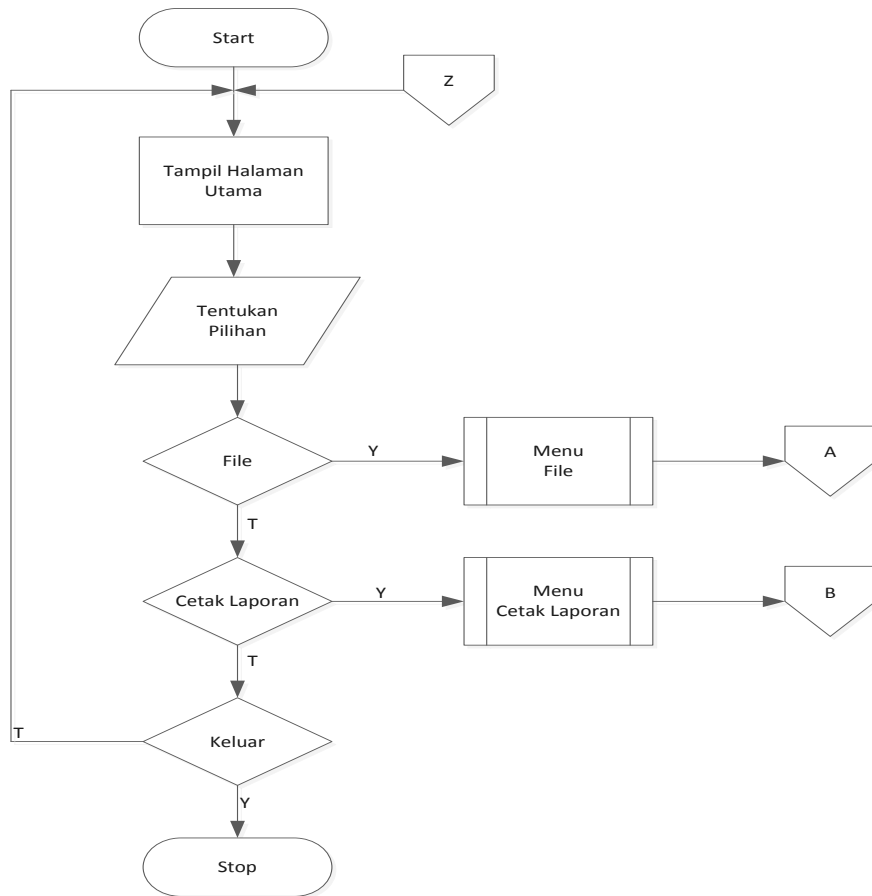 Start
Z
Tampil Halaman
Utama
Tentukan
Pilihan
File
Y
Menu
File
A
T
Cetak Laporan
Y
Menu
Cetak Laporan
B
T
Keluar
T
Y
Stop